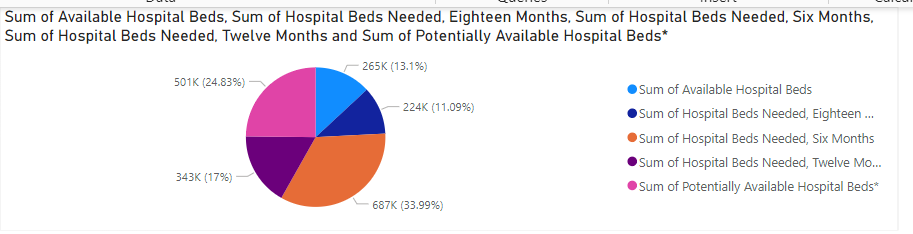 Data Queries Insert
Sum of Available Hospital Beds, Sum of Hospital Beds Needed, Eighteen Months, Sum of Hospital Beds Needed, Six Months,
Sum of Hospital Beds Needed, Twelve Months and Sum of Potentially Available Hospital Beds*
265K (13.1%)
501K (24.83%)
224K (11.09%)
343K (17%)
687K (33.99%)
Sum of Available Hospital Beds
Sum of Hospital Beds Needed, Eighteen ...
Sum of Hospital Beds Needed, Six Months
Sum of Hospital Beds Needed, Twelve Mo...
Sum of Potentially Available Hospital Beds*